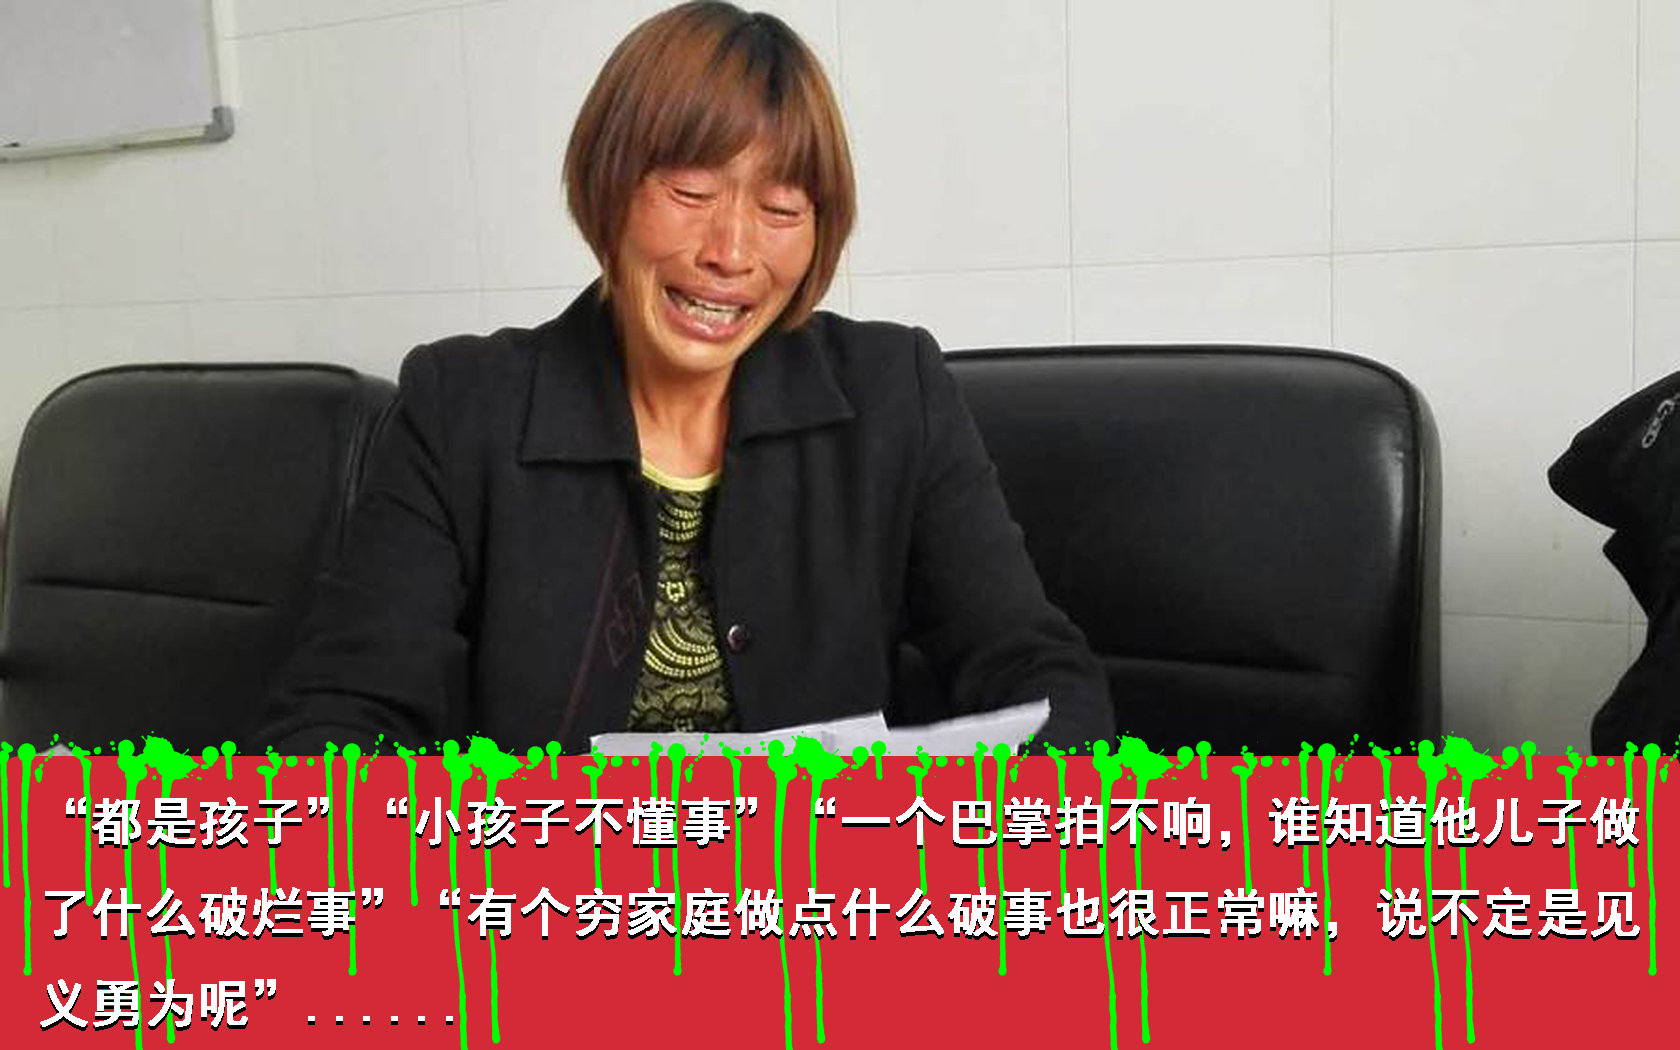 “都是孩子” “小孩子不懂事” “一个巴掌拍不响，谁知道他儿子做
了什么破烂事” “有个穷家庭做点什么破事也很正常嘛，说不定是见
义勇为呢” ......